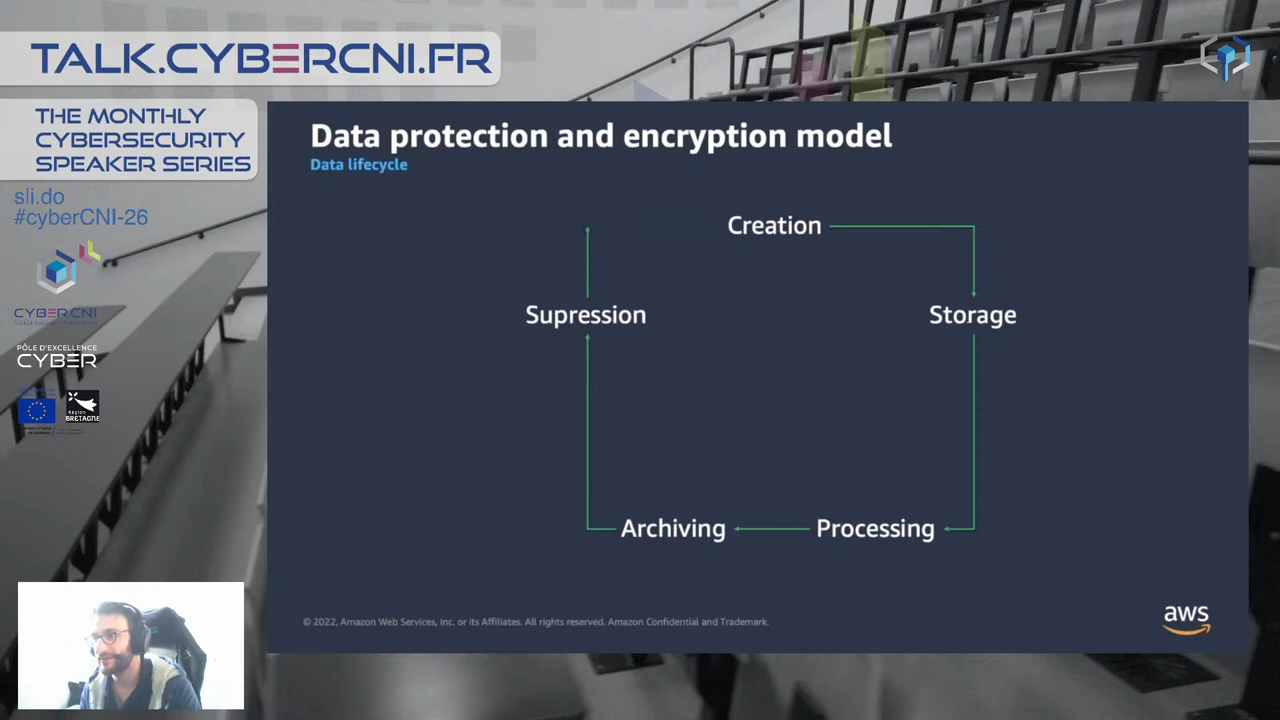 TALK.CYBERCNI.FR
THE MONTHLY
CYBERSECURITY
SPEAKER SERIES
sli.do
#cyberCNI-26
CYBERCNI
PÔLE D'EXCELLENCE
CYBER
Région
BRETAGNE
Data protection and encryption model
Data lifecycle
Creation
Supression
Storage
Archiving
Processing
© 2022, Amazon Web Services, Inc. or its Affiliates. All rights reserved. Amazon Confidential and Trademark.
aws